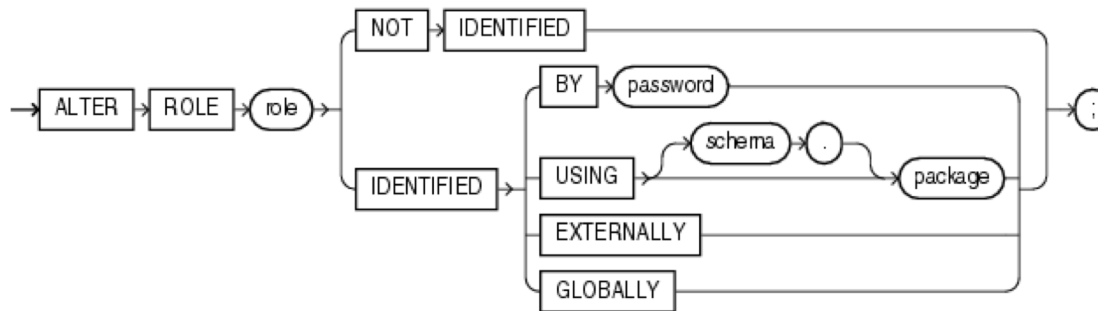 NOT IDENTIFIED
BY password
ALTER ROLE role
schema .
;
IDENTIFIED USING package
EXTERNALLY
GLOBALLY